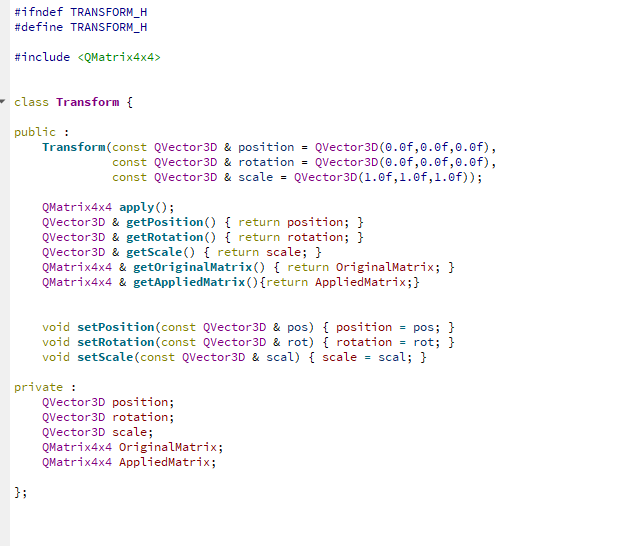 #ifndef TRANSFORM_H
#define TRANSFORM_H
#include <QMatrix4x4>
class Transform {
public :
Transform(const QVector3D & position = QVector3D(0.0f,0.0f,0.0f),
const QVector3D & rotation = QVector3D(0.0f,0.0f,0.0f),
const QVector3D & scale = QVector3D(1.0f,1.0f,1.0f));
QMatrix4x4 apply();
QVector3D & getPosition() { return position; }
QVector3D & getRotation() { return rotation; }
QVector3D & getScale() { return scale; }
QMatrix4x4 & getOriginalMatrix() { return OriginalMatrix; }
QMatrix4x4 & getAppliedMatrix(){return AppliedMatrix;}
void setPosition(const QVector3D & pos) { position = pos; }
void setRotation(const QVector3D & rot) { rotation = rot; }
void setScale(const QVector3D & scal) { scale = scal; }
private :
QVector3D position;
QVector3D rotation;
QVector3D scale;
QMatrix4x4 OriginalMatrix;
QMatrix4x4 AppliedMatrix;
};